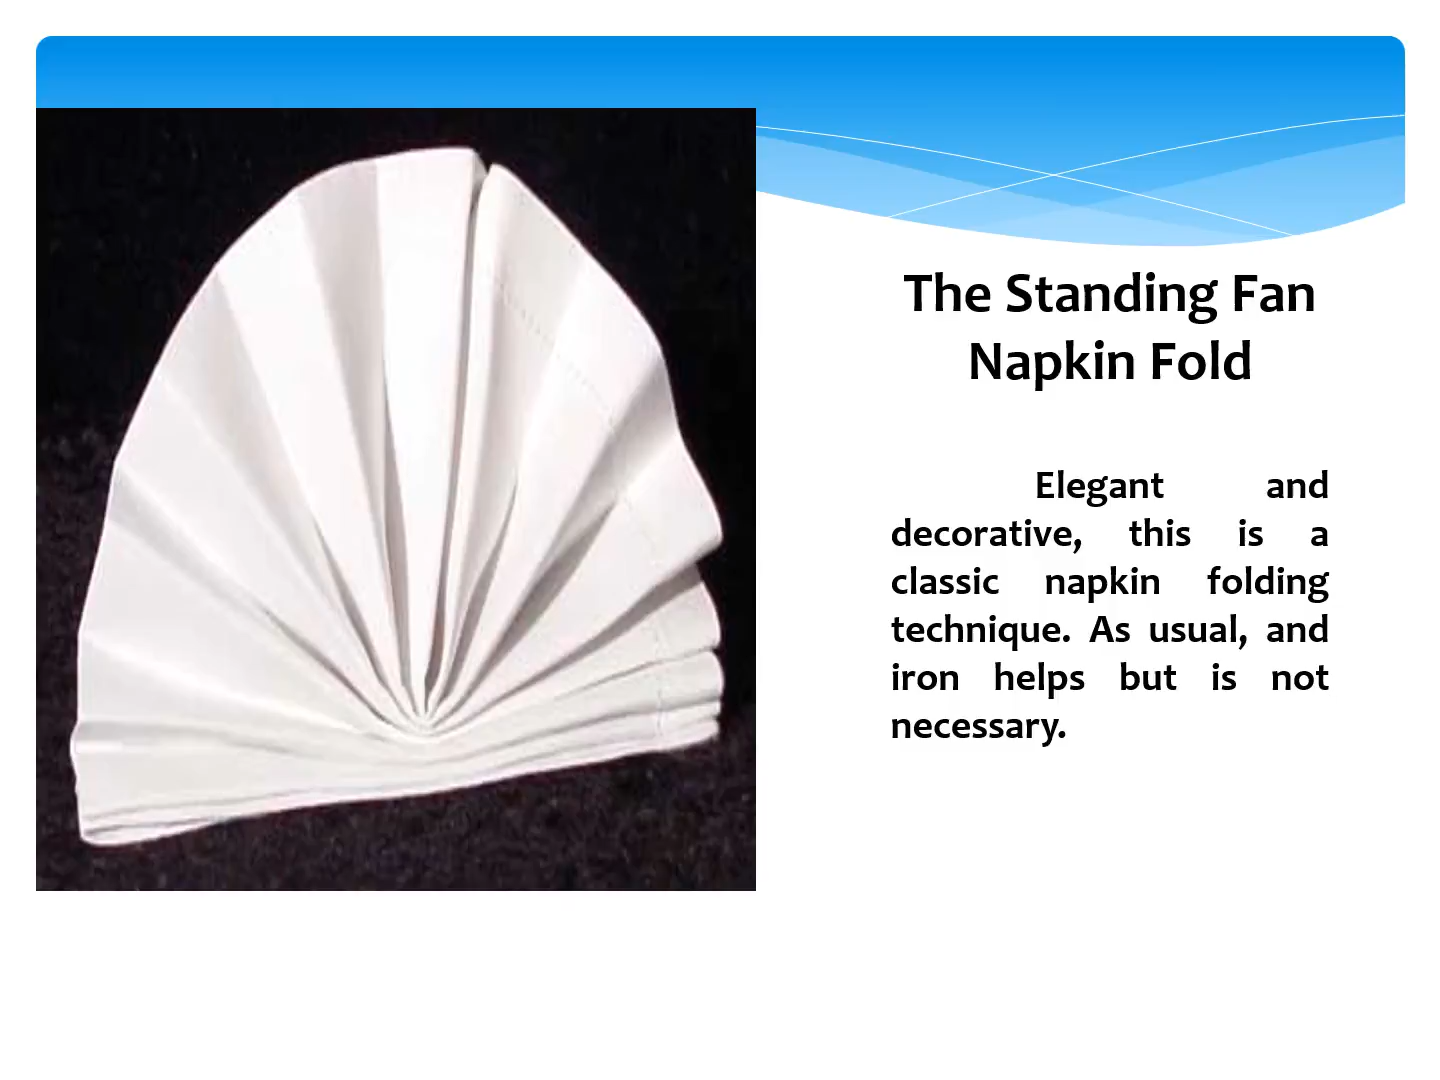 The Standing Fan
Napkin Fold
Elegant and
decorative, this is a
classic napkin folding
technique. As usual, and
iron helps but is not
necessary.